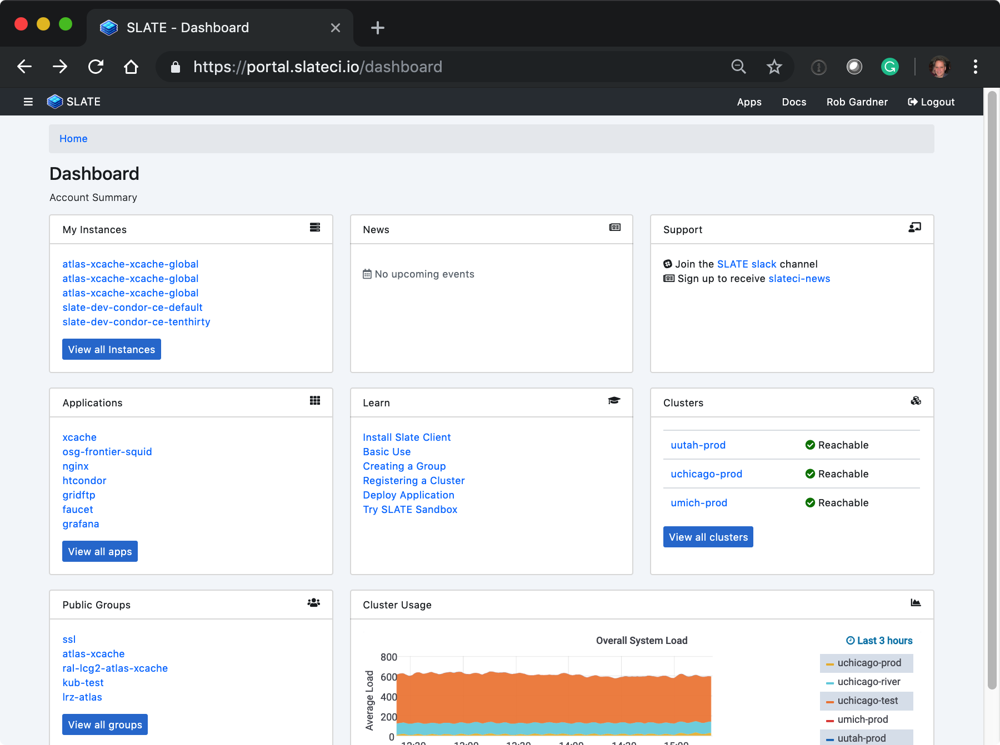 SLATE - Dashboard
https://portal.slateci.io/dashboard
SLATE
Apps
Docs
Rob Gardner
Logout
Home
Dashboard
Account Summary
My Instances
atlas-xcache-xcache-global
atlas-xcache-xcache-global
atlas-xcache-xcache-global
slate-dev-condor-ce-default
slate-dev-condor-ce-tenthirty
View all Instances
News
No upcoming events
Support
Join the SLATE slack channel
Sign up to receive slateci-news
Applications
xcache
osg-frontier-squid
nginx
htcondor
gridftp
faucet
grafana
View all apps
Learn
Install Slate Client
Basic Use
Creating a Group
Registering a Cluster
Deploy Application
Try SLATE Sandbox
Clusters
uutah-prod Reachable
uchicago-prod Reachable
umich-prod Reachable
View all clusters
Public Groups
ssl
atlas-xcache
ral-lcg2-atlas-xcache
kub-test
lrz-atlas
View all groups
Cluster Usage
Overall System Load
Last 3 hours
Average Load
800
600
400
200
0
uchicago-prod
uchicago-river
uchicago-test
umich-prod
uutah-prod